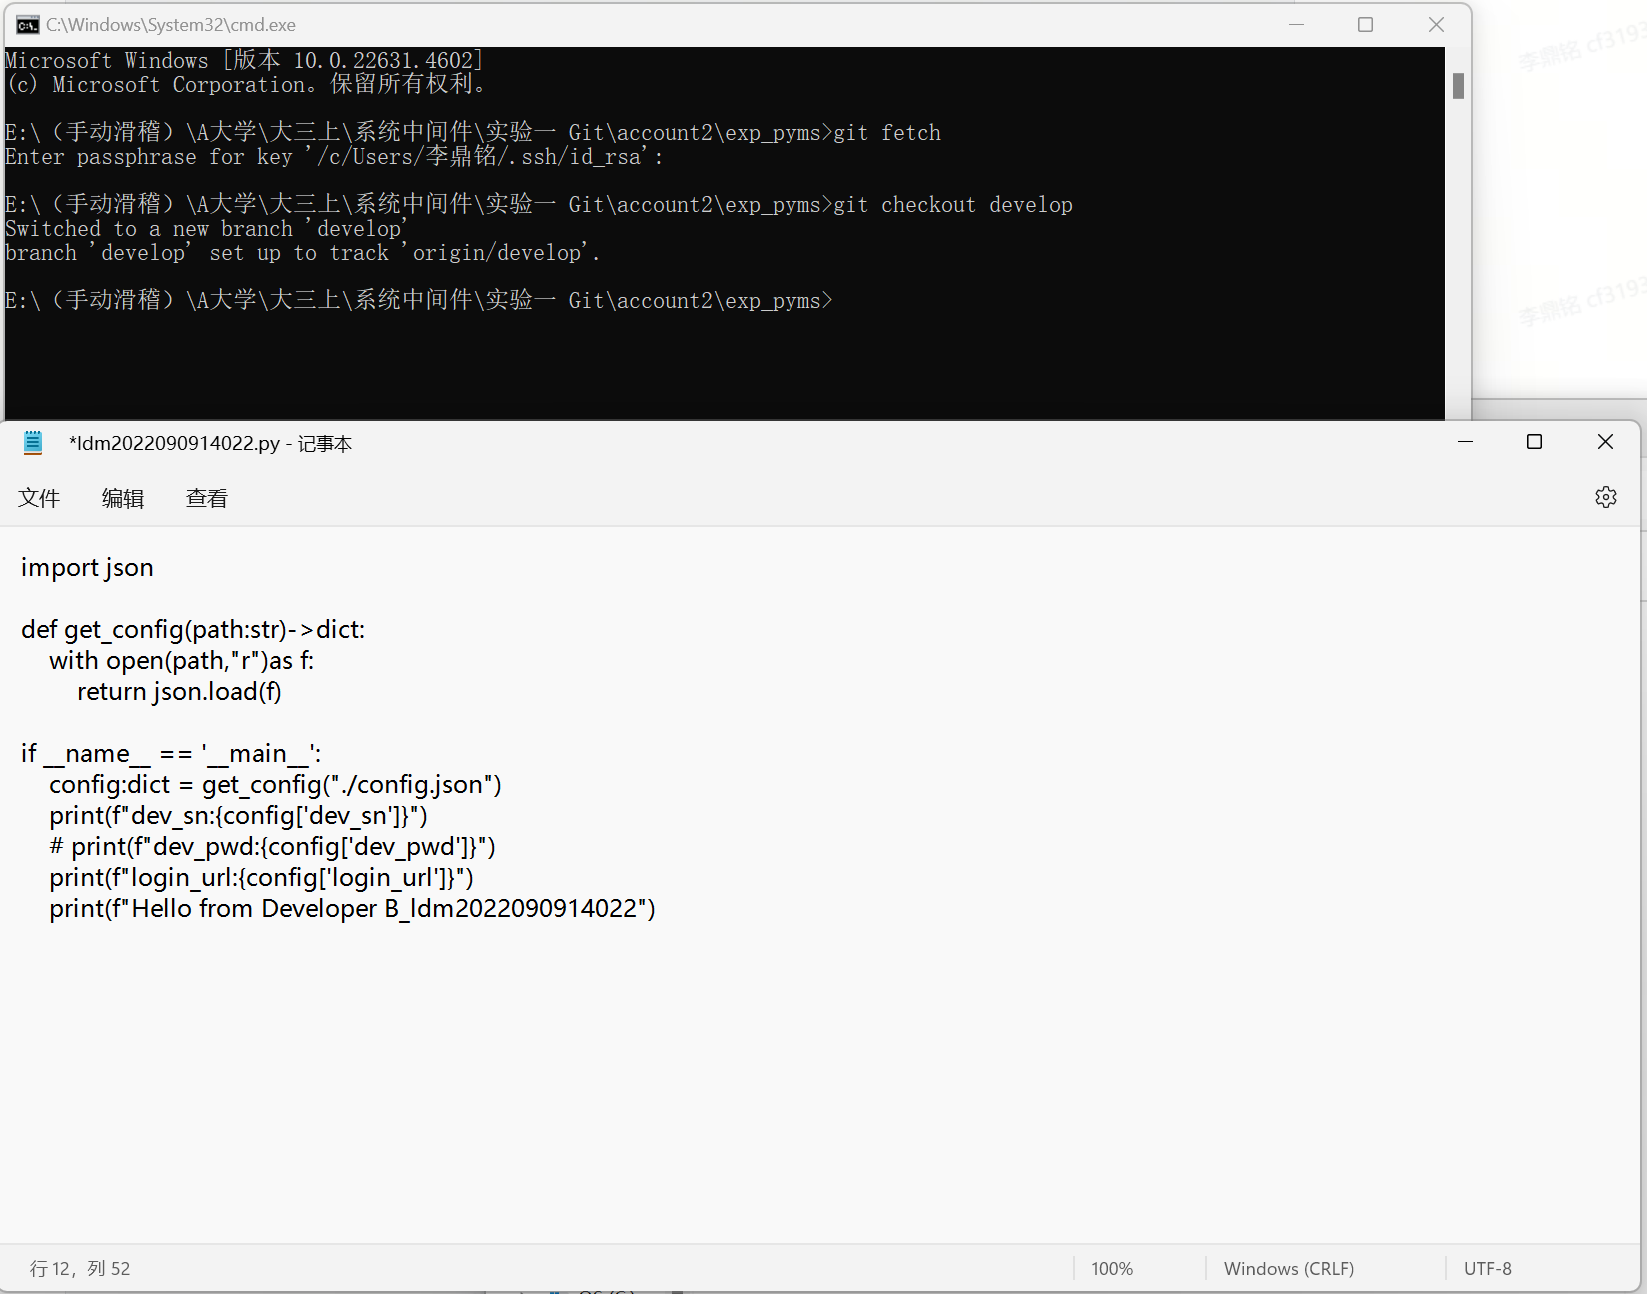 C:\Windows\System32\cmd.exe
Microsoft Windows [版本 10.0.22631.4602]
(c) Microsoft Corporation。保留所有权利。
E:\（手动滑稽）\A大学\大三上\系统中间件\实验一 Git\account2\exp_pyms>git fetch
Enter passphrase for key '/c/Users/李鼎铭/.ssh/id_rsa':
E:\（手动滑稽）\A大学\大三上\系统中间件\实验一 Git\account2\exp_pyms>git checkout develop
Switched to a new branch 'develop'
branch 'develop' set up to track 'origin/develop'.
E:\（手动滑稽）\A大学\大三上\系统中间件\实验一 Git\account2\exp_pyms>
李鼎铭 cf3193
李鼎铭 cf3193
*ldm2022090914022.py - 记事本
文件 编辑 查看
import json
def get_config(path:str)->dict:
    with open(path,"r")as f:
        return json.load(f)
if __name__ == '__main__':
    config:dict = get_config("./config.json")
    print(f"dev_sn:{config['dev_sn']}")
    # print(f"dev_pwd:{config['dev_pwd']}")
    print(f"login_url:{config['login_url']}")
    print(f"Hello from Developer B_ldm2022090914022")
行 12，列 52 100% Windows (CRLF) UTF-8